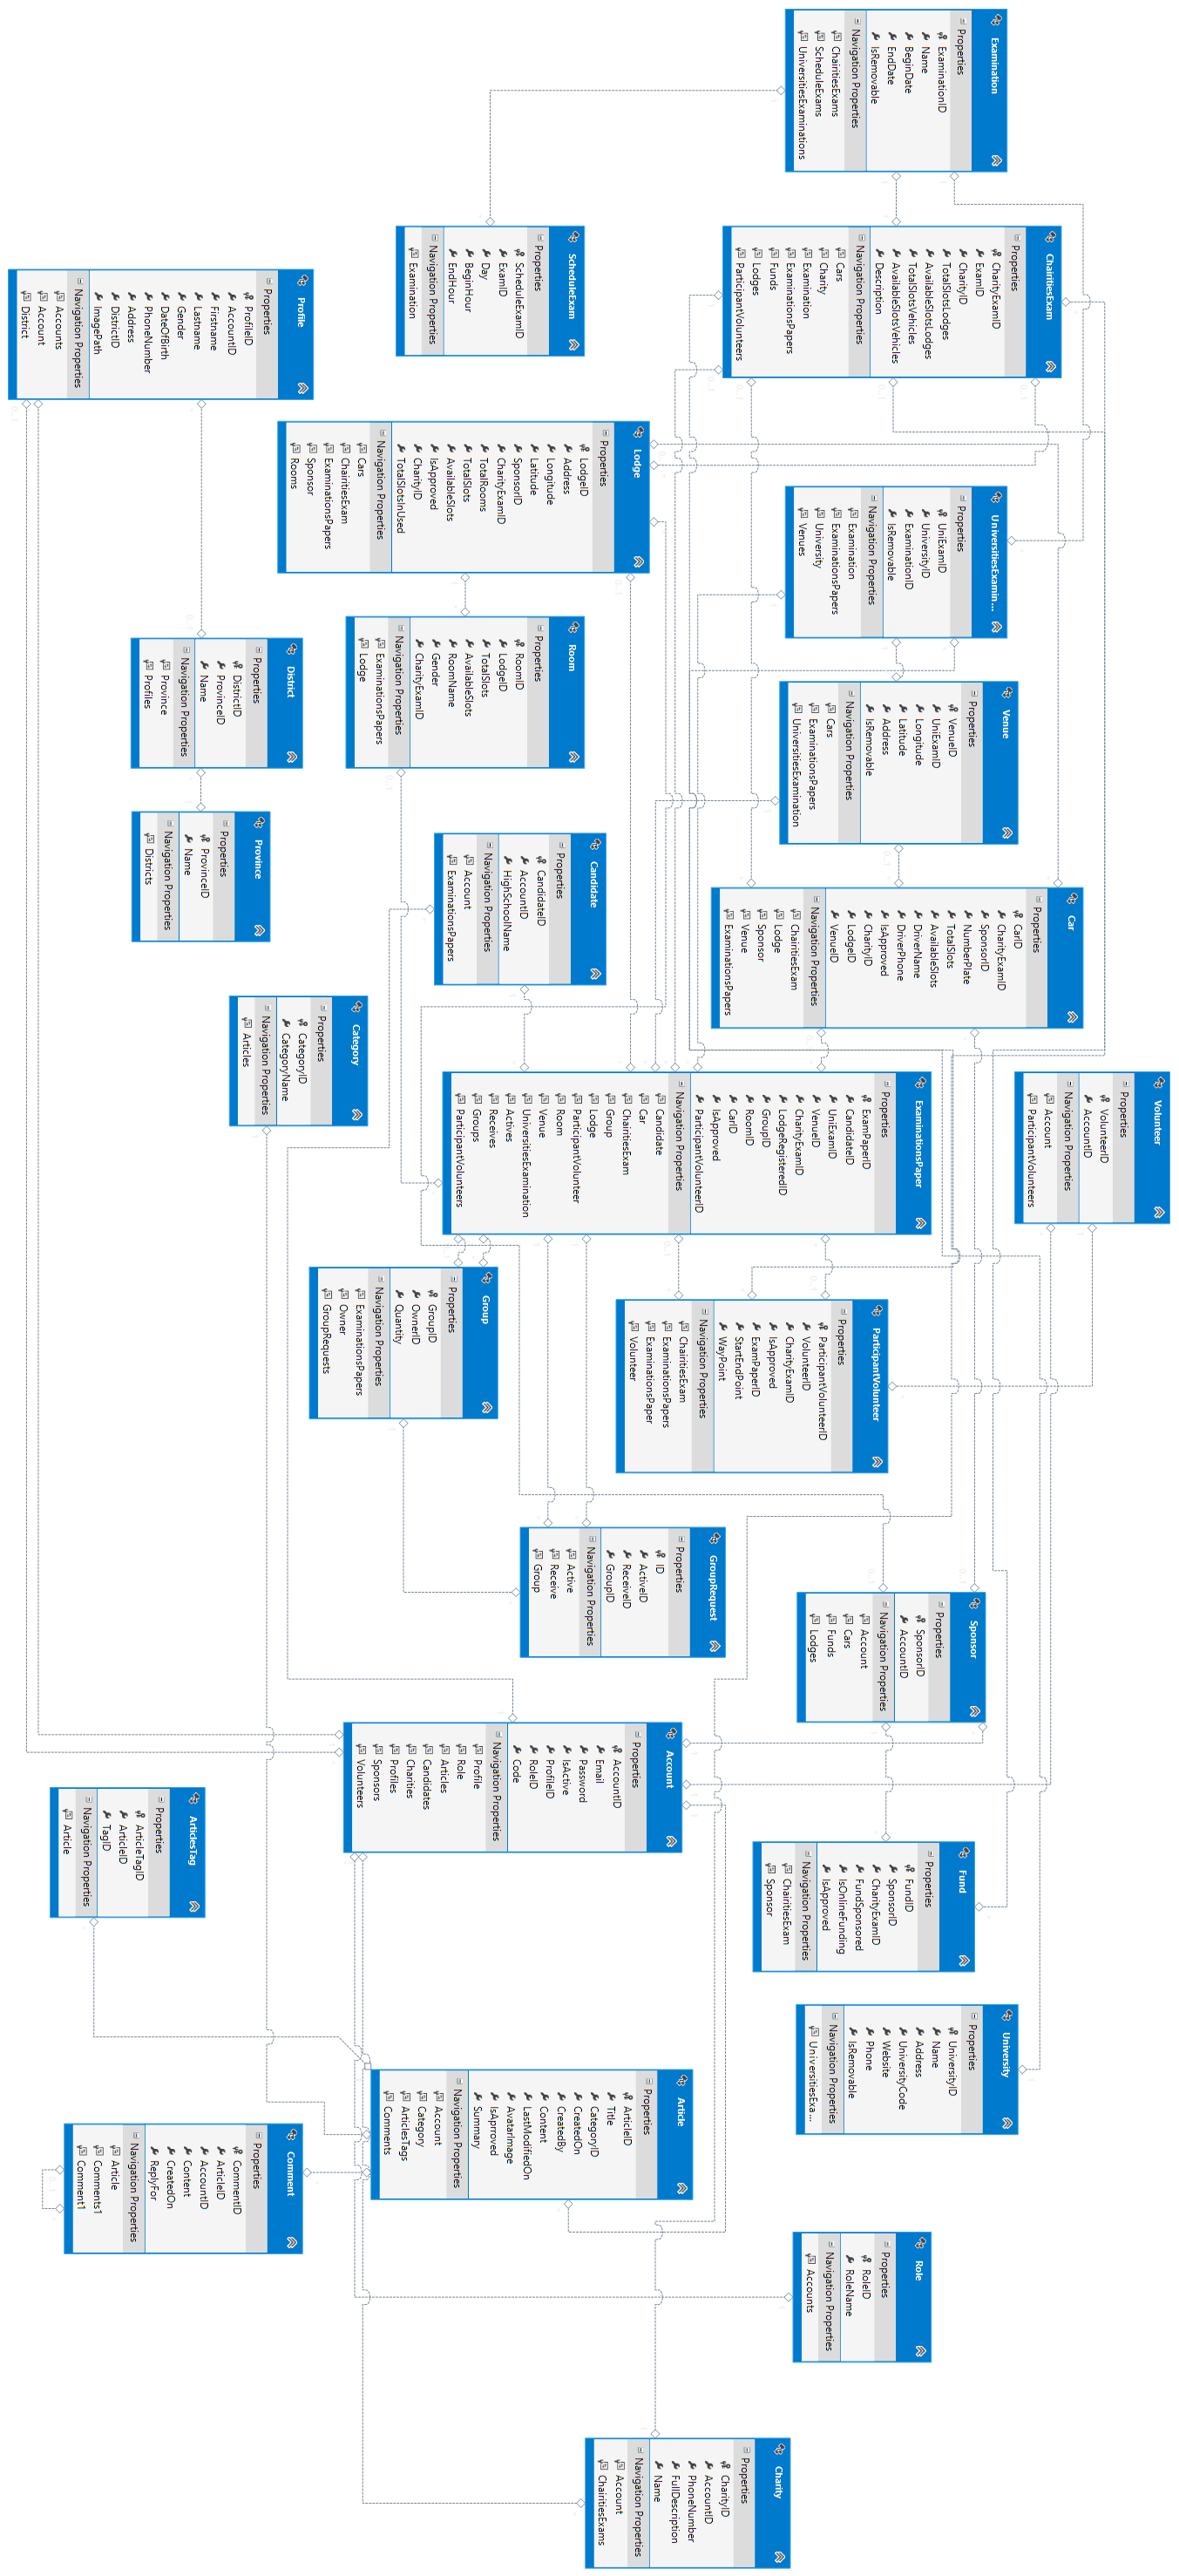 Examination
Properties
ExaminationID
Name
BeginDate
EndDate
IsRemovable
Navigation Properties
ChairitiesExams
ScheduleExams
UniversitiesExaminations
ChairitiesExam
Properties
CharityExamID
ExamID
CharityID
TotalSlotsLodges
AvailableSlotsLodges
TotalSlotsVehicles
AvailableSlotsVehicles
Description
Navigation Properties
Cars
Charity
Examination
ExaminationsPapers
Funds
Lodges
ParticipantVolunteers
ScheduleExam
Properties
ScheduleExamID
ExamID
Day
BeginHour
EndHour
Navigation Properties
Examination
Profile
Properties
ProfileID
AccountID
Firstname
Lastname
Gender
DateOfBirth
PhoneNumber
Address
DistrictID
ImagePath
Navigation Properties
Accounts
Account
District
Lodge
Properties
LodgeID
Address
Longitude
Latitude
SponsorID
CharityExamID
TotalRooms
TotalSlots
AvailableSlots
IsApproved
CharityID
TotalSlotsInUsed
Navigation Properties
Cars
ChairitiesExam
ExaminationsPapers
Sponsor
Rooms
UniversitiesExamin...
Properties
UniExamID
UniversityID
ExaminationID
IsRemovable
Navigation Properties
Examination
ExaminationsPapers
University
Venues
Room
Properties
RoomID
LodgeID
TotalSlots
AvailableSlots
RoomName
Gender
CharityExamID
Navigation Properties
ExaminationsPapers
Lodge
District
Properties
DistrictID
ProvinceID
Name
Navigation Properties
Province
Profiles
Venue
Properties
VenueID
UniExamID
Longitude
Latitude
Address
IsRemovable
Navigation Properties
Cars
ExaminationsPapers
UniversitiesExamination
Province
Properties
ProvinceID
Name
Navigation Properties
Districts
Candidate
Properties
CandidateID
AccountID
HighSchoolName
Navigation Properties
Account
ExaminationsPapers
Car
Properties
CarID
CharityExamID
SponsorID
NumberPlate
TotalSlots
AvailableSlots
DriverName
DriverPhone
IsApproved
CharityID
LodgeID
VenueID
Navigation Properties
ChairitiesExam
Lodge
Sponsor
Venue
ExaminationsPapers
Category
Properties
CategoryID
CategoryName
Navigation Properties
Articles
Volunteer
Properties
VolunteerID
AccountID
Navigation Properties
Account
ParticipantVolunteers
ExaminationsPaper
Properties
ExamPaperID
CandidateID
UniExamID
VenueID
CharityExamID
LodgeRegisteredID
GroupID
RoomID
CarID
IsApproved
ParticipantVolunteerID
Navigation Properties
Candidate
Car
ChairitiesExam
Group
Lodge
ParticipantVolunteer
Room
Venue
UniversitiesExamination
Actives
Receives
Groups
ParticipantVolunteers
Group
Properties
GroupID
OwnerID
Quantity
Navigation Properties
ExaminationsPapers
Owner
GroupRequests
ParticipantVolunteer
Properties
ParticipantVolunteerID
VolunteerID
CharityExamID
IsApproved
ExamPaperID
StartEndPoint
WayPoint
Navigation Properties
ChairitiesExam
ExaminationsPapers
ExaminationsPaper
Volunteer
GroupRequest
Properties
ID
ActiveID
ReceiveID
GroupID
Navigation Properties
Active
Receive
Group
Sponsor
Properties
SponsorID
AccountID
Navigation Properties
Account
Cars
Funds
Lodges
Account
Properties
AccountID
Email
Password
IsActive
ProfileID
RoleID
Code
Navigation Properties
Profile
Role
Articles
Candidates
Charities
Profiles
Sponsors
Volunteers
ArticlesTag
Properties
ArticleTagID
ArticleID
TagID
Navigation Properties
Article
Fund
Properties
FundID
SponsorID
CharityExamID
FundSponsored
IsOnlineFunding
IsApproved
Navigation Properties
ChairitiesExam
Sponsor
University
Properties
UniversityID
Name
Address
UniversityCode
Website
Phone
IsRemovable
Navigation Properties
UniversitiesExa...
Article
Properties
ArticleID
Title
CategoryID
CreatedOn
CreatedBy
Content
LastModifiedOn
AvatarImage
IsAprroved
Summary
Navigation Properties
Account
Category
ArticlesTags
Comments
Comment
Properties
CommentID
ArticleID
AccountID
Content
CreatedOn
ReplyFor
Navigation Properties
Article
Comments1
Comment1
Role
Properties
RoleID
RoleName
Navigation Properties
Accounts
Charity
Properties
CharityID
AccountID
PhoneNumber
FullDescription
Name
Navigation Properties
Account
ChairitiesExams